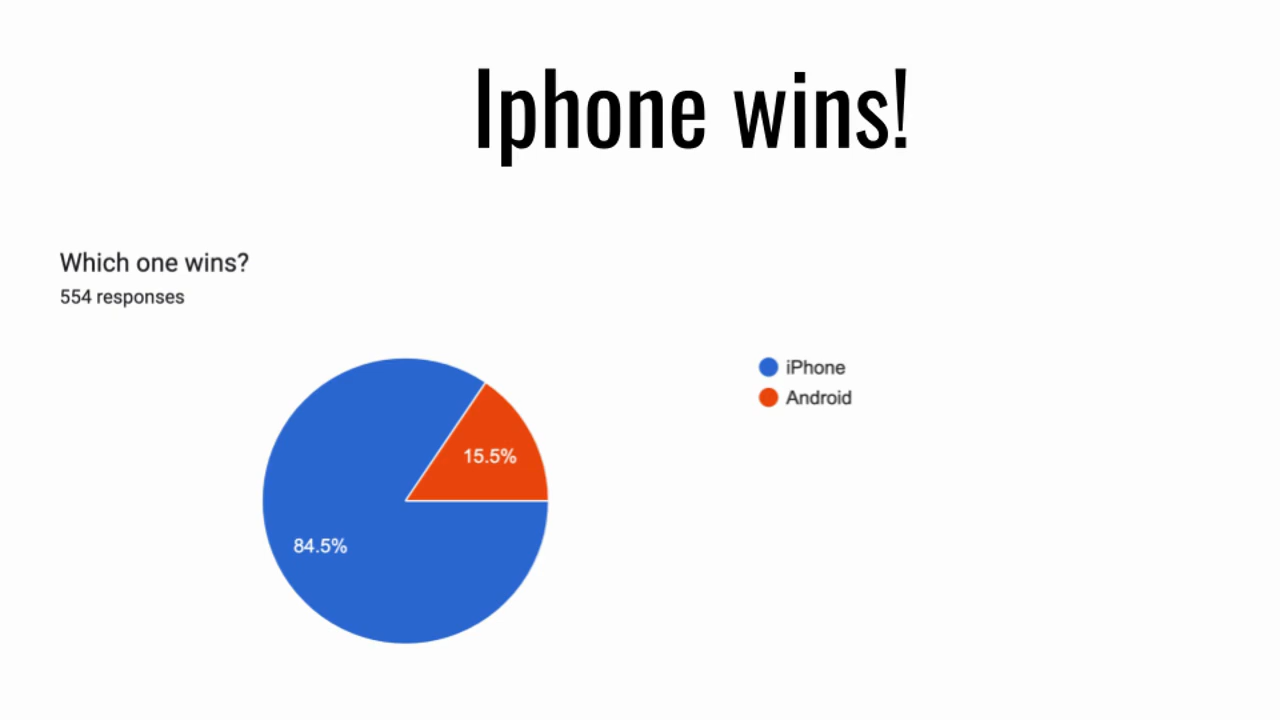 Iphone wins!
Which one wins?
554 responses
iPhone
Android
15.5%
84.5%